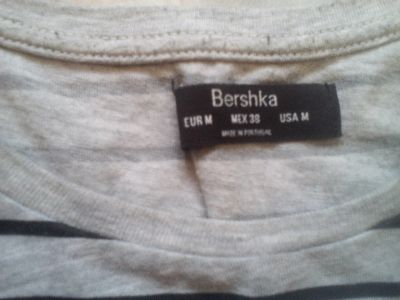 Bershka
EUR M MEX 38 USA M
MADE IN PORTUGAL